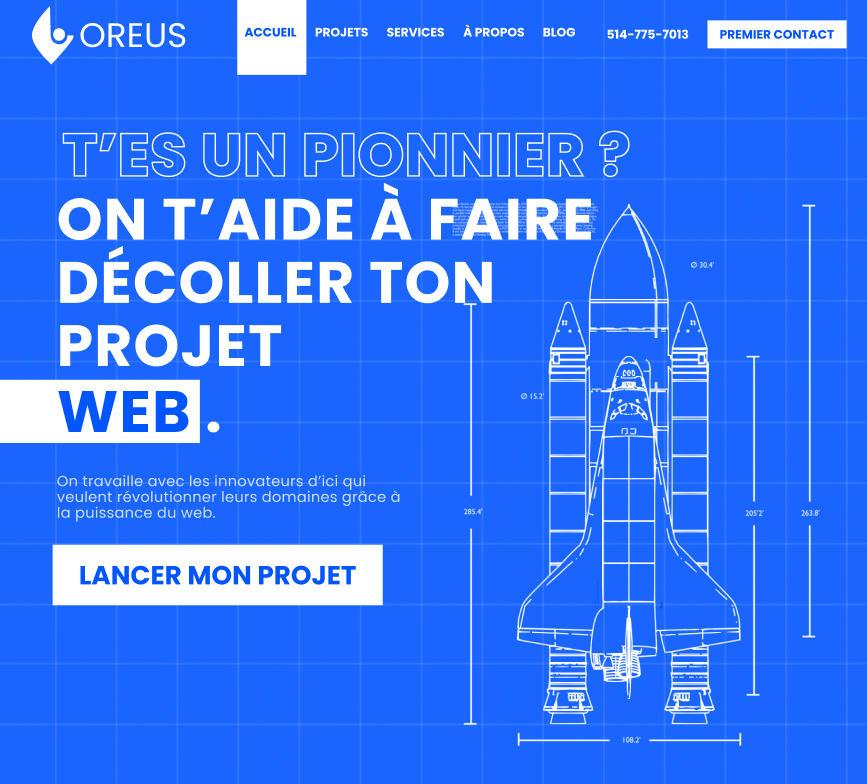 OREUS
ACCUEIL
PROJETS
SERVICES
À PROPOS
BLOG
514-775-7013
PREMIER CONTACT
T'ES UN PIONNIER ?
ON T'AIDE À FAIRE
DÉCOLLER TON
PROJET
WEB.
On travaille avec les innovateurs d'ici qui
veulent révolutionner leurs domaines grâce à
la puissance du web.
LANCER MON PROJET
Ø 30.4'
Ø 15.2'
285.4'
205'2'
263.8'
108.2'